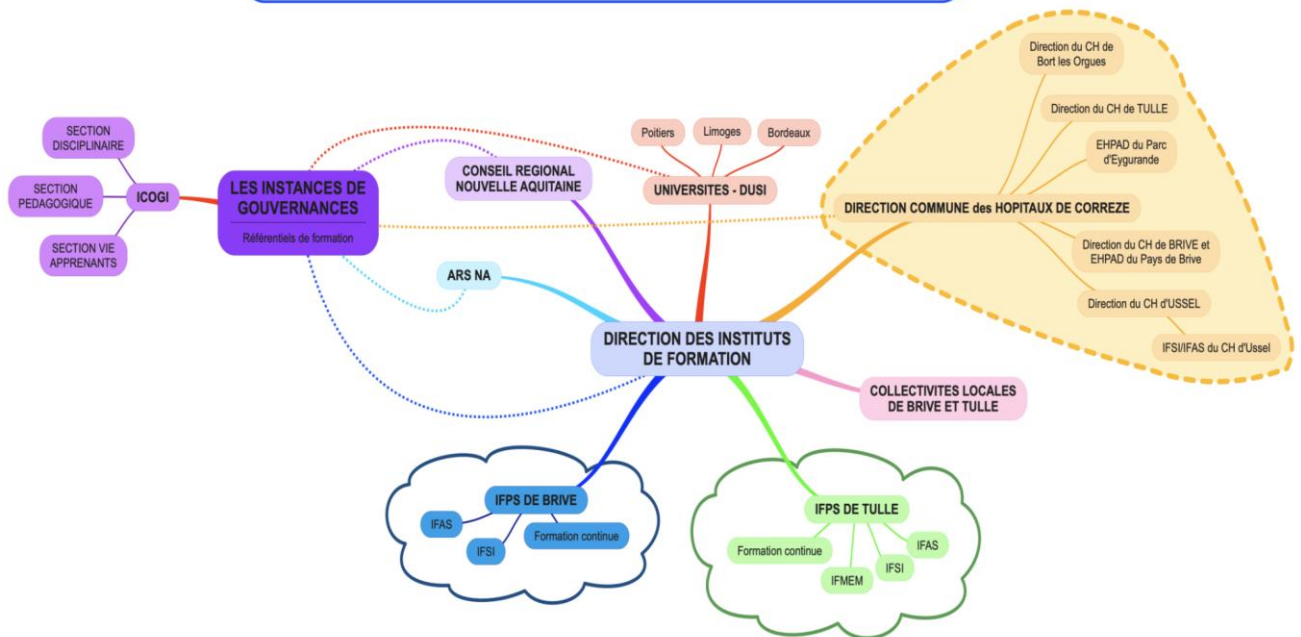 Direction du CH de
Bort les Orgues
Direction du CH de TULLE
EHPAD du Parc
d'Eygurande
DIRECTION COMMUNE des HOPITAUX DE CORREZE
Direction du CH de BRIVE et
EHPAD du Pays de Brive
Direction du CH d'USSEL
IFSI/IFAS du CH d'Ussel
Poitiers
Limoges
Bordeaux
UNIVERSITES - DUSI
CONSEIL REGIONAL
NOUVELLE AQUITAINE
SECTION
DISCIPLINAIRE
SECTION
PEDAGOGIQUE
SECTION VIE
APPRENANTS
ICOGI
LES INSTANCES DE
GOUVERNANCES
Référentiels de formation
ARS NA
DIRECTION DES INSTITUTS
DE FORMATION
COLLECTIVITES LOCALES
DE BRIVE ET TULLE
IFPS DE BRIVE
IFAS
IFSI
Formation continue
IFPS DE TULLE
Formation continue
IFMEM
IFSI
IFAS